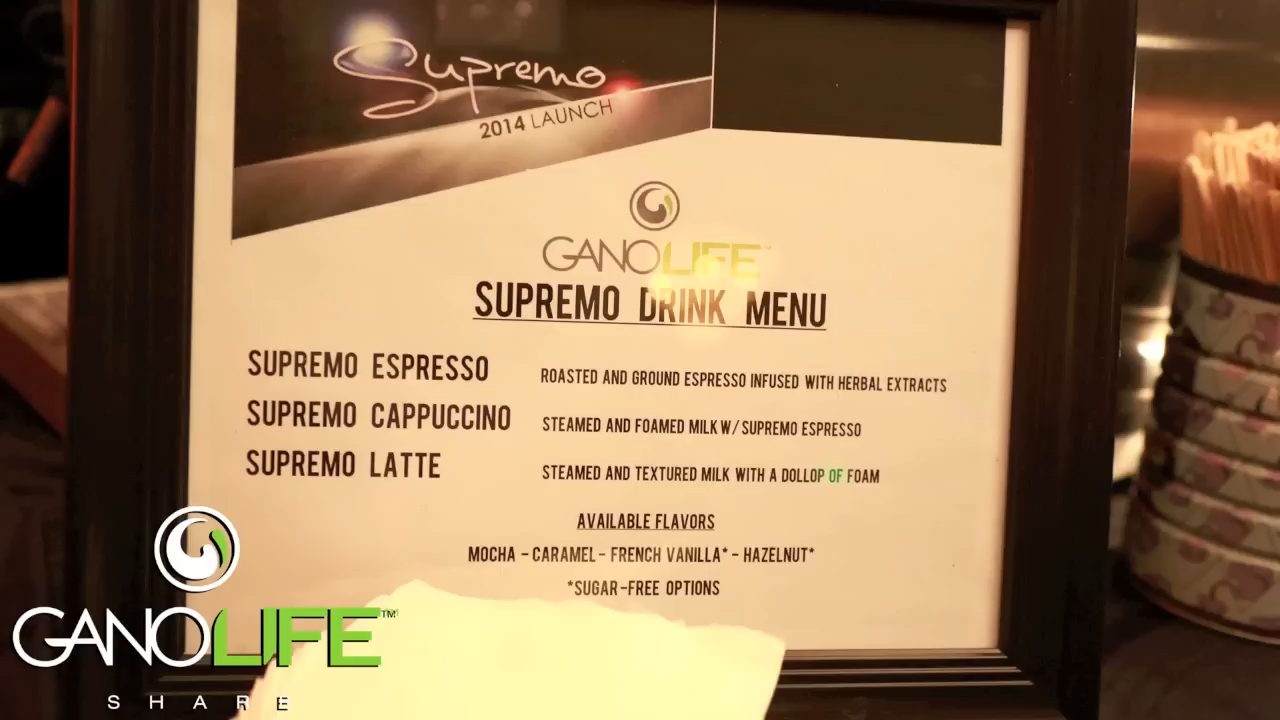 Supremo
2014 LAUNCH
GANOLIFE
SUPREMO DRINK MENU
SUPREMO ESPRESSO ROASTED AND GROUND ESPRESSO INFUSED WITH HERBAL EXTRACTS
SUPREMO CAPPUCCINO STEAMED AND FOAMED MILK W/ SUPREMO ESPRESSO
SUPREMO LATTE STEAMED AND TEXTURED MILK WITH A DOLLOP OF FOAM
AVAILABLE FLAVORS
MOCHA - CARAMEL - FRENCH VANILLA* - HAZELNUT*
*SUGAR-FREE OPTIONS
GANOLIFE™
SHARE